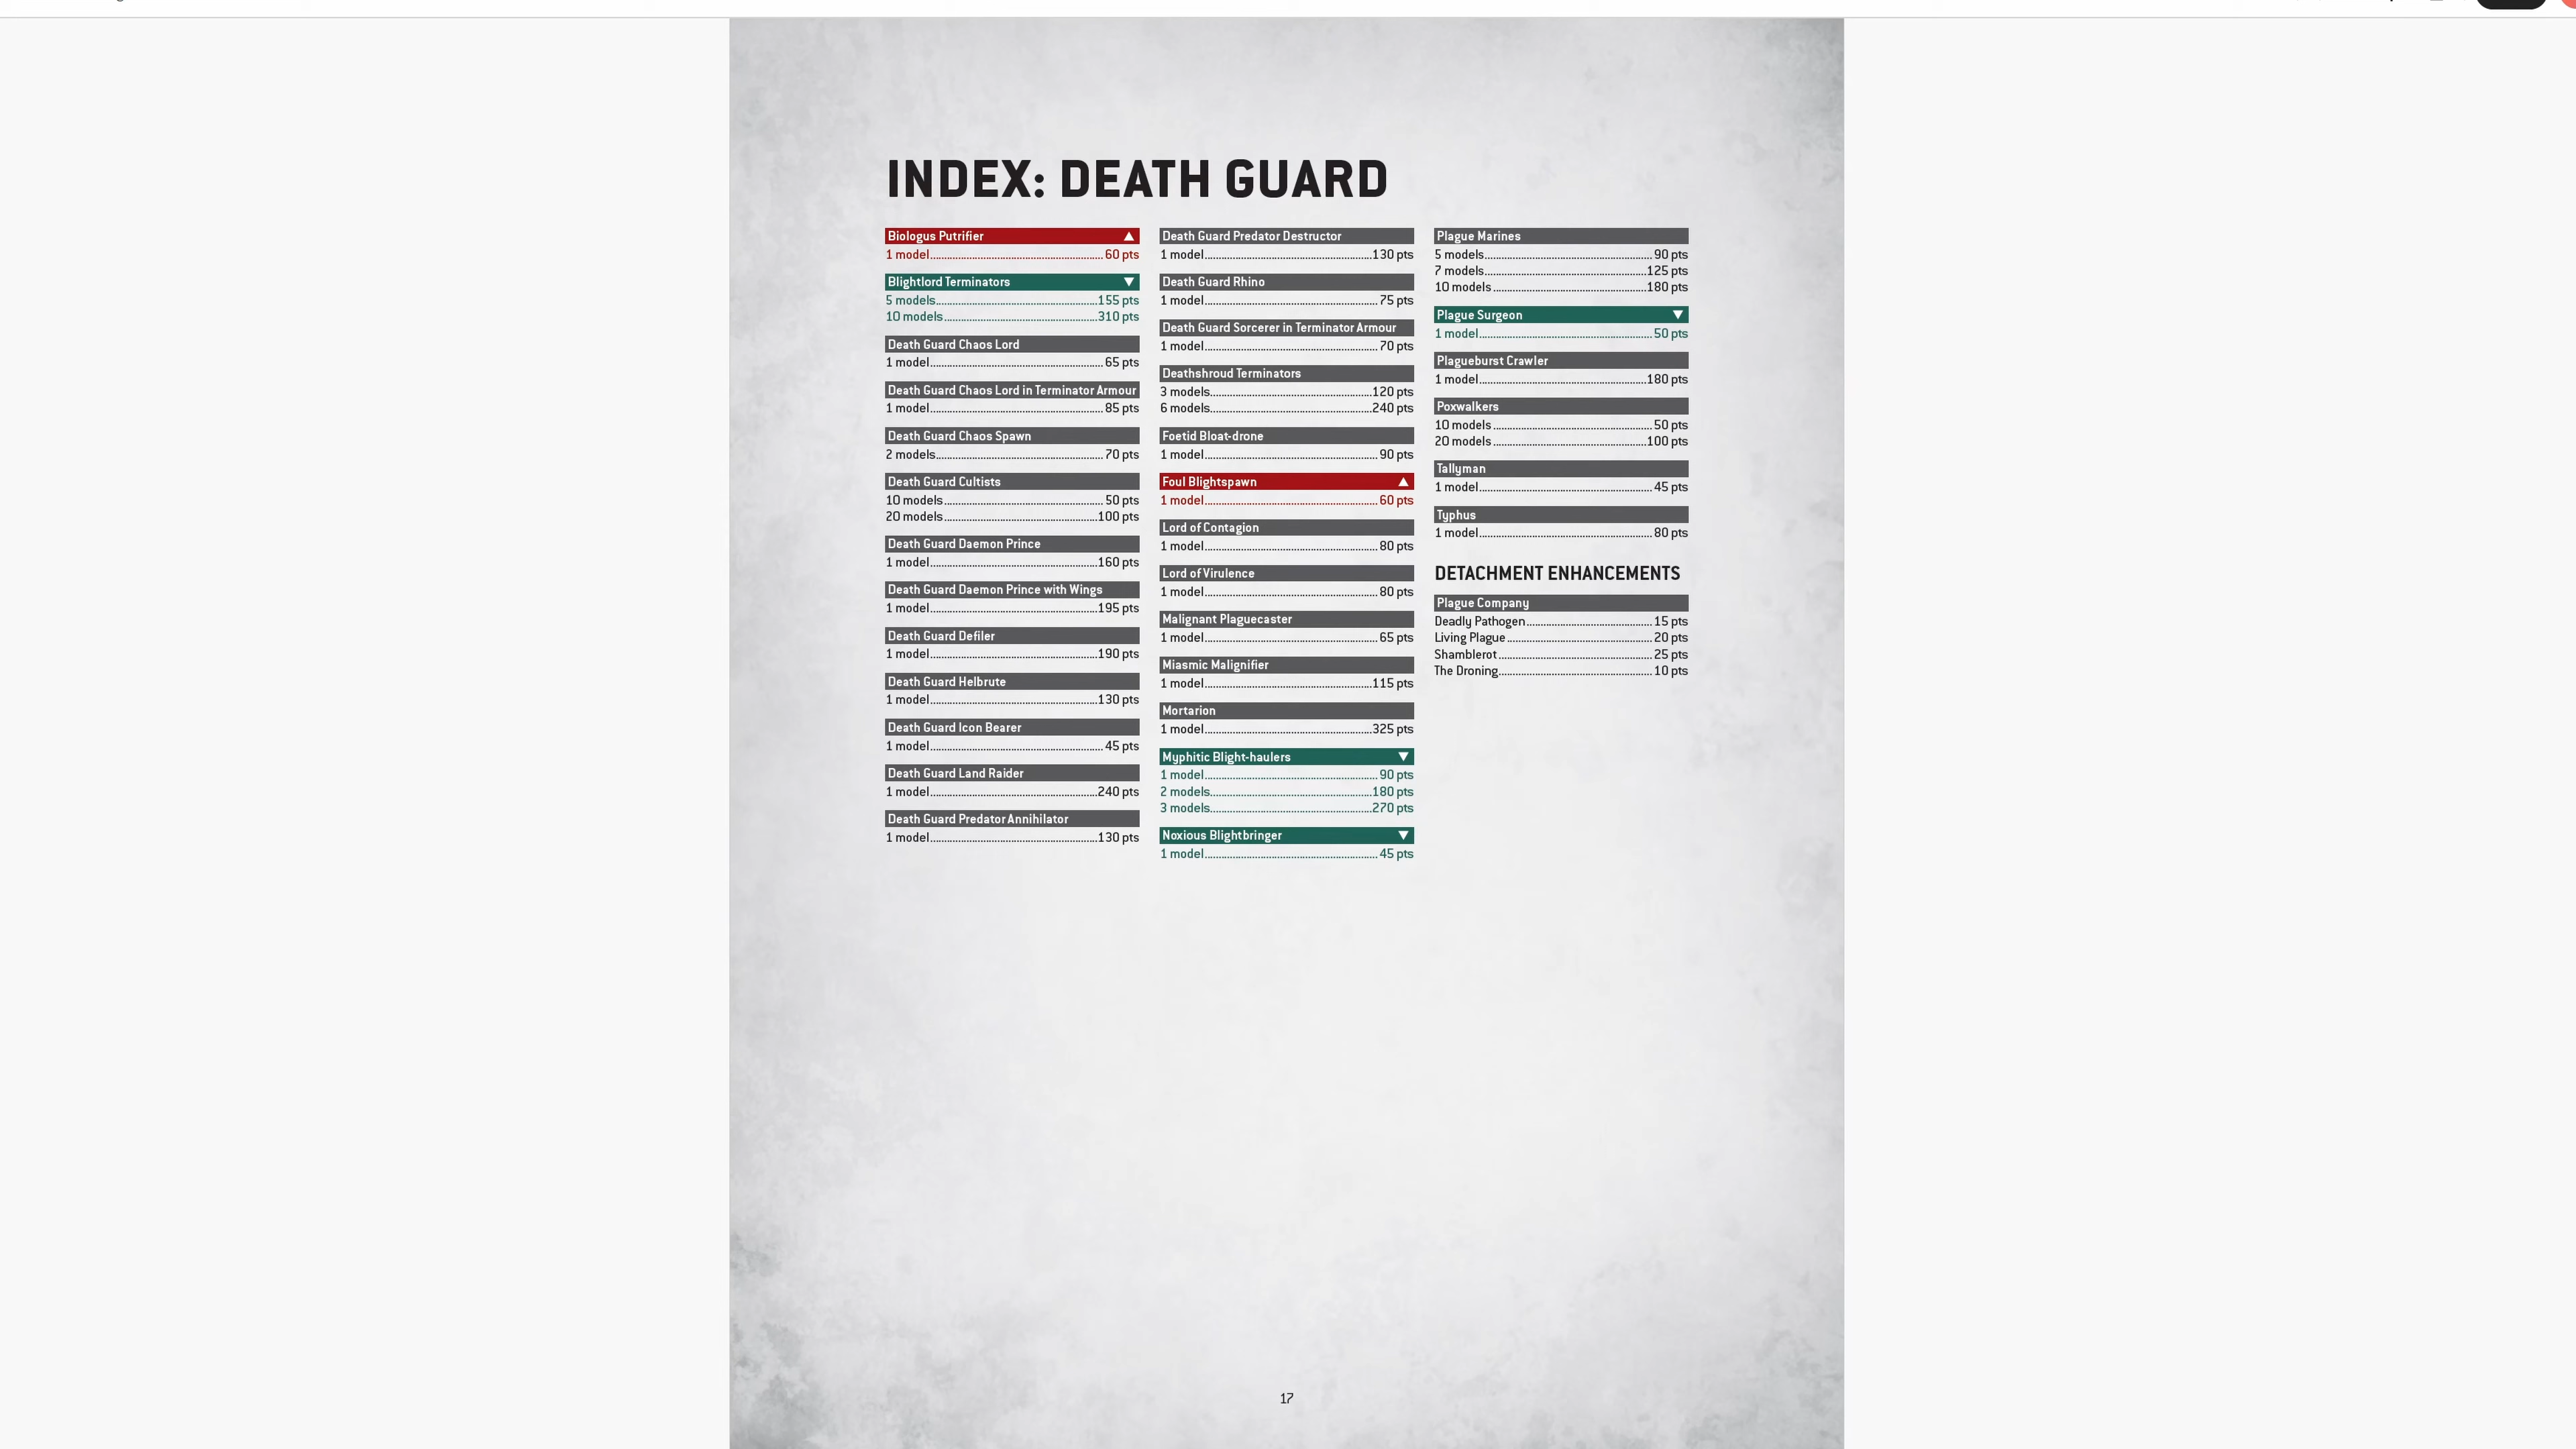 INDEX: DEATH GUARD
Biologus Putrifier ▲
1 model 60 pts
Blightlord Terminators ▼
5 models 155 pts
10 models 310 pts
Death Guard Chaos Lord
1 model 65 pts
Death Guard Chaos Lord in Terminator Armour
1 model 85 pts
Death Guard Chaos Spawn
2 models 70 pts
Death Guard Cultists
10 models 50 pts
20 models 100 pts
Death Guard Daemon Prince
1 model 160 pts
Death Guard Daemon Prince with Wings
1 model 195 pts
Death Guard Defiler
1 model 190 pts
Death Guard Helbrute
1 model 130 pts
Death Guard Icon Bearer
1 model 45 pts
Death Guard Land Raider
1 model 240 pts
Death Guard Predator Annihilator
1 model 130 pts
Death Guard Predator Destructor
1 model 130 pts
Death Guard Rhino
1 model 75 pts
Death Guard Sorcerer in Terminator Armour
1 model 70 pts
Deathshroud Terminators
3 models 120 pts
6 models 240 pts
Foetid Bloat-drone
1 model 90 pts
Foul Blightspawn ▲
1 model 60 pts
Lord of Contagion
1 model 80 pts
Lord of Virulence
1 model 80 pts
Malignant Plaguecaster
1 model 65 pts
Miasmic Malignifier
1 model 115 pts
Mortarion
1 model 325 pts
Myphitic Blight-haulers ▼
1 model 90 pts
2 models 180 pts
3 models 270 pts
Noxious Blightbringer ▼
1 model 45 pts
Plague Marines
5 models 90 pts
7 models 125 pts
10 models 180 pts
Plague Surgeon ▼
1 model 50 pts
Plagueburst Crawler
1 model 180 pts
Poxwalkers
10 models 50 pts
20 models 100 pts
Tallyman
1 model 45 pts
Typhus
1 model 80 pts
DETACHMENT ENHANCEMENTS
Plague Company
Deadly Pathogen 15 pts
Living Plague 20 pts
Shamblerot 25 pts
The Droning 10 pts
17